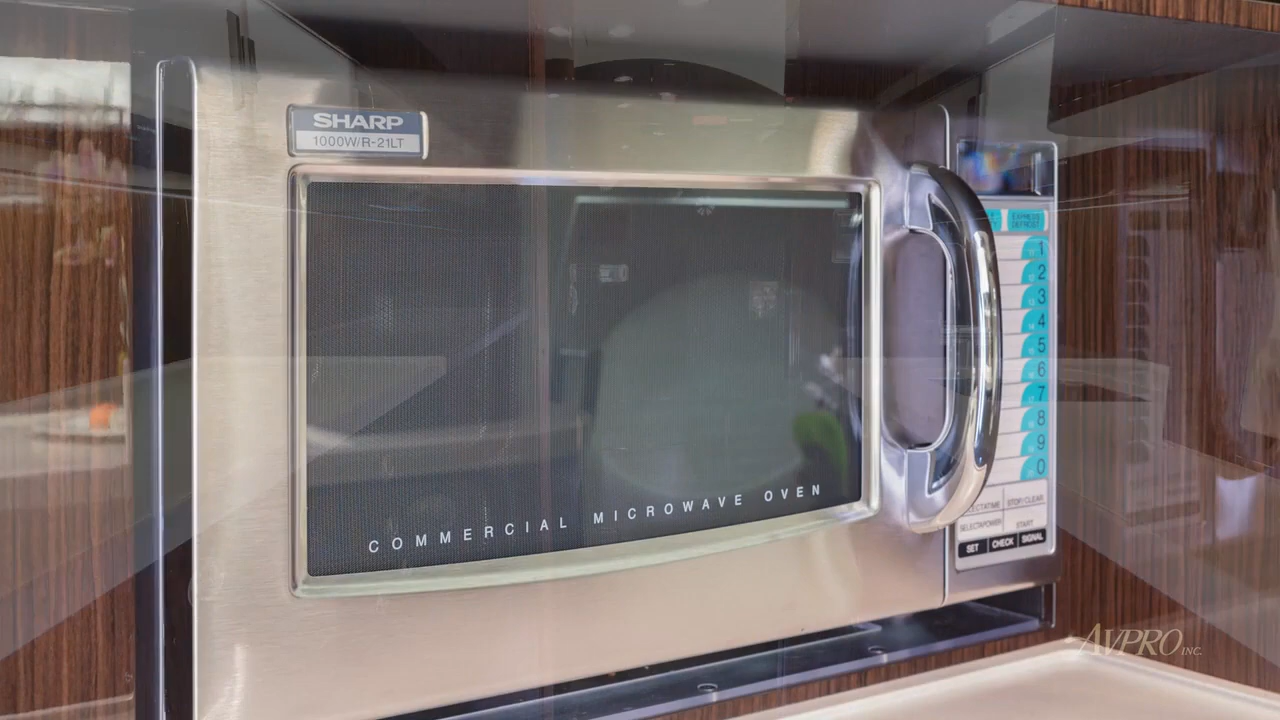 SHARP
1000W/R-21LT
EXPRESS
DEFROST
1
2
3
4
5
6
7
8
9
0
STOP/CLEAR
SELECTAPOWER
START
SET CHECK SIGNAL
COMMERCIAL MICROWAVE OVEN
AVPRO INC.